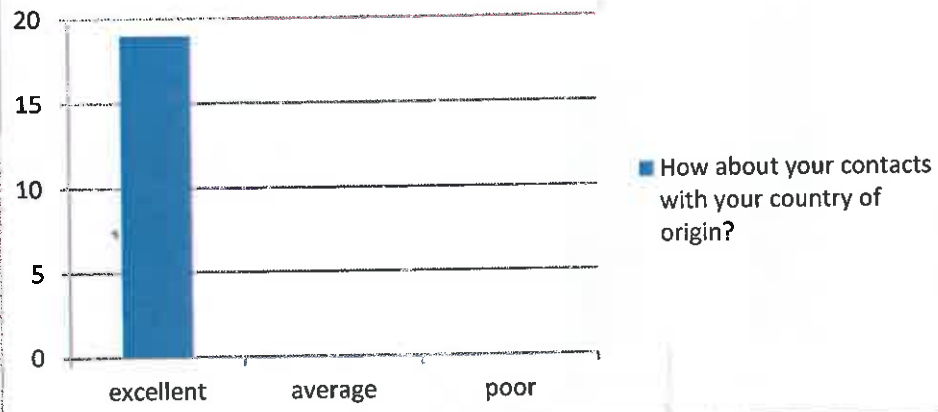 20
15
10
5
0
excellent
average
poor
How about your contacts
with your country of
origin?